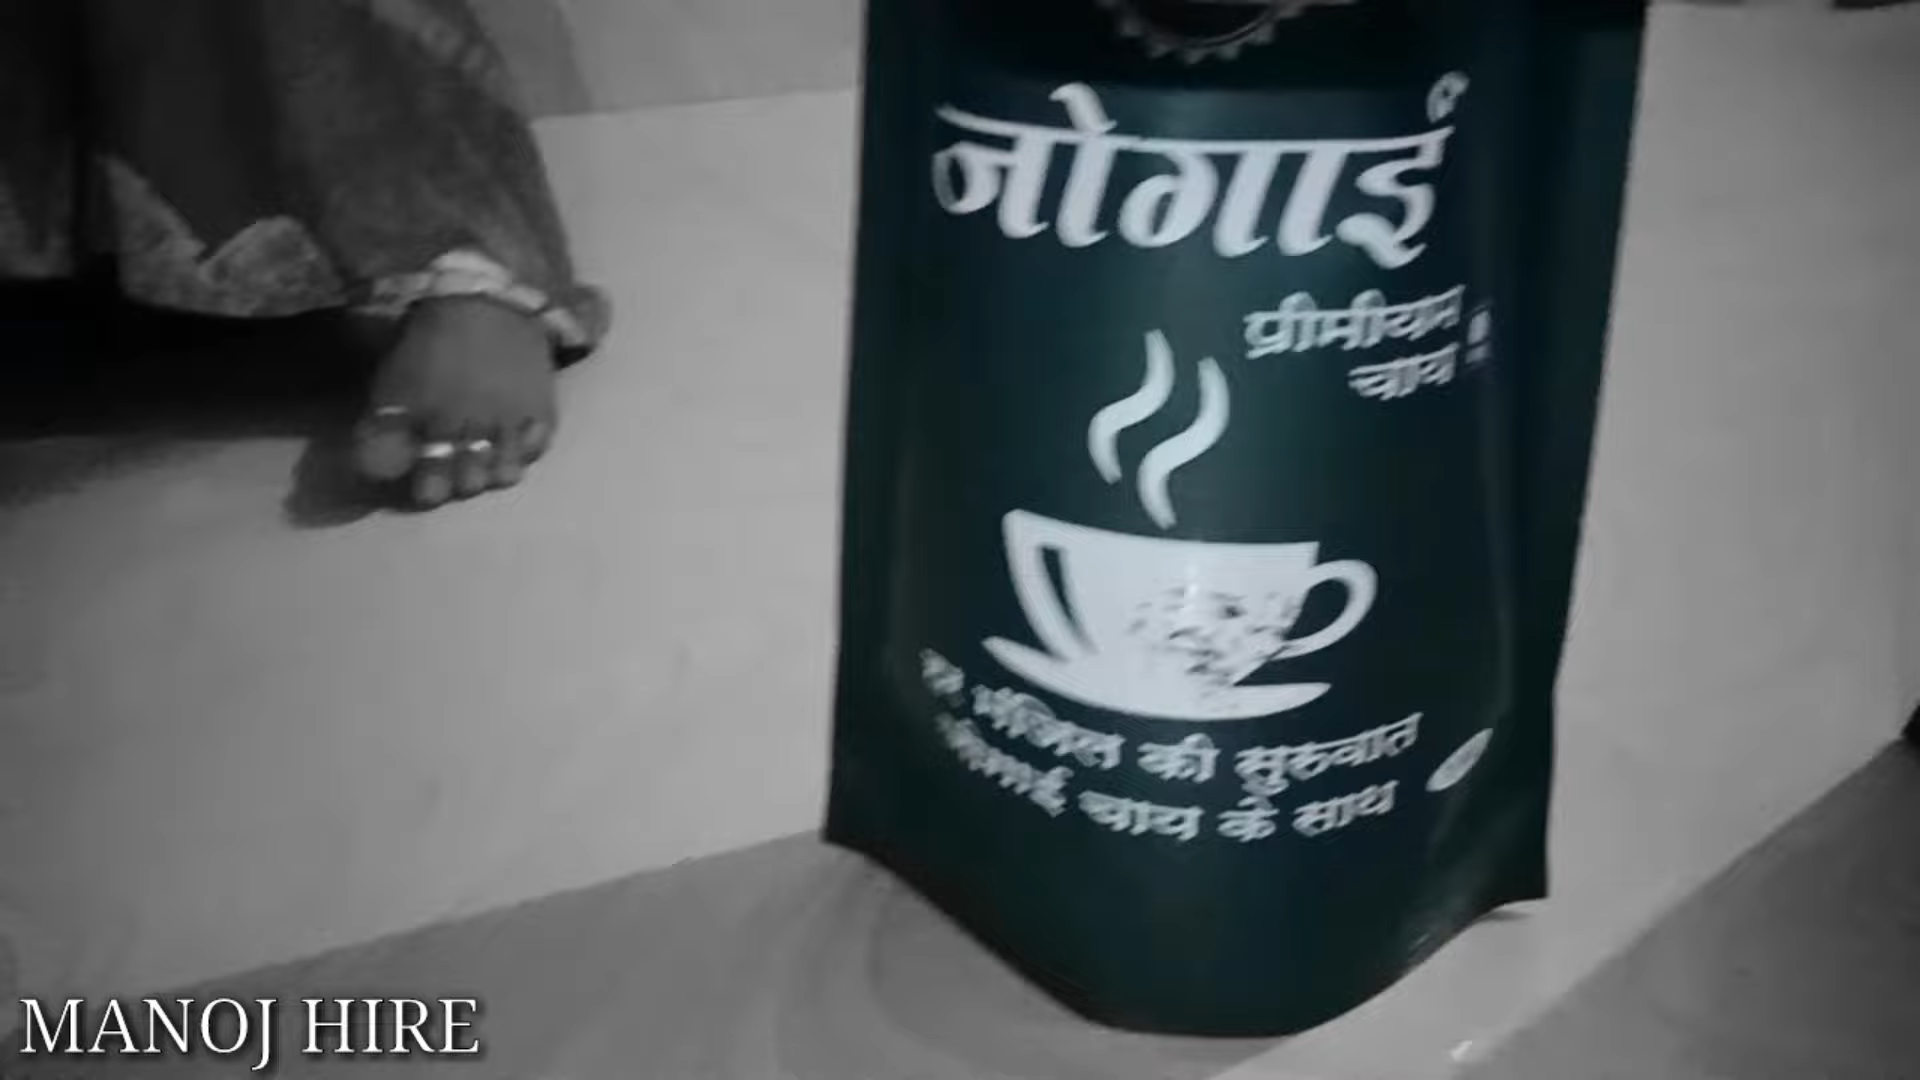 जोगाई
प्रीमीयम
चाय
मंजिल की सुरुवात
जोगाई चाय के साथ
MANOJ HIRE